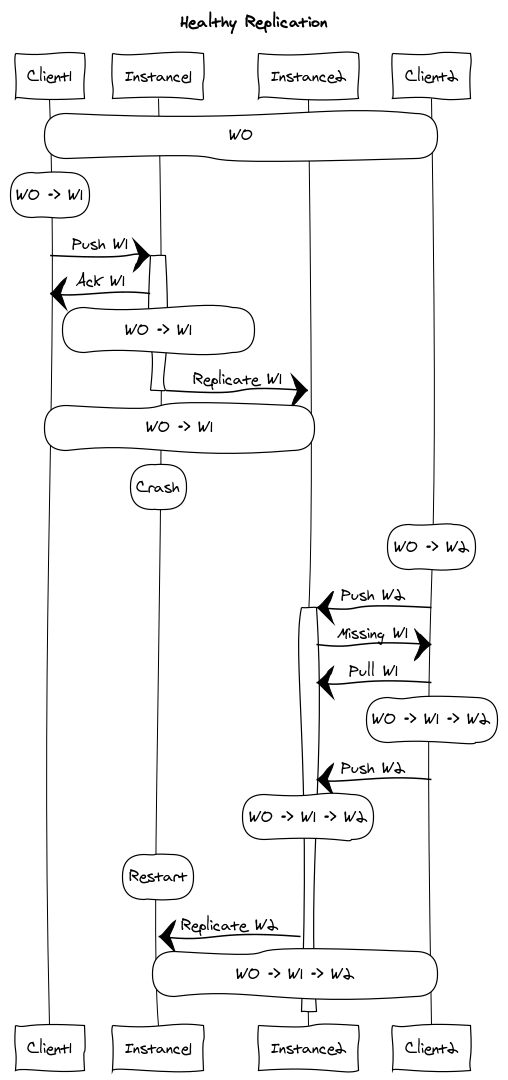 Healthy Replication
Client1 Instance1 Instance2 Client2
W0
W0 -> W1
Push W1
Ack W1
W0 -> W1
Replicate W1
W0 -> W1
Crash
W0 -> W2
Push W2
Missing W1
Pull W1
W0 -> W1 -> W2
Push W2
W0 -> W1 -> W2
Restart
Replicate W2
W0 -> W1 -> W2
Client1 Instance1 Instance2 Client2